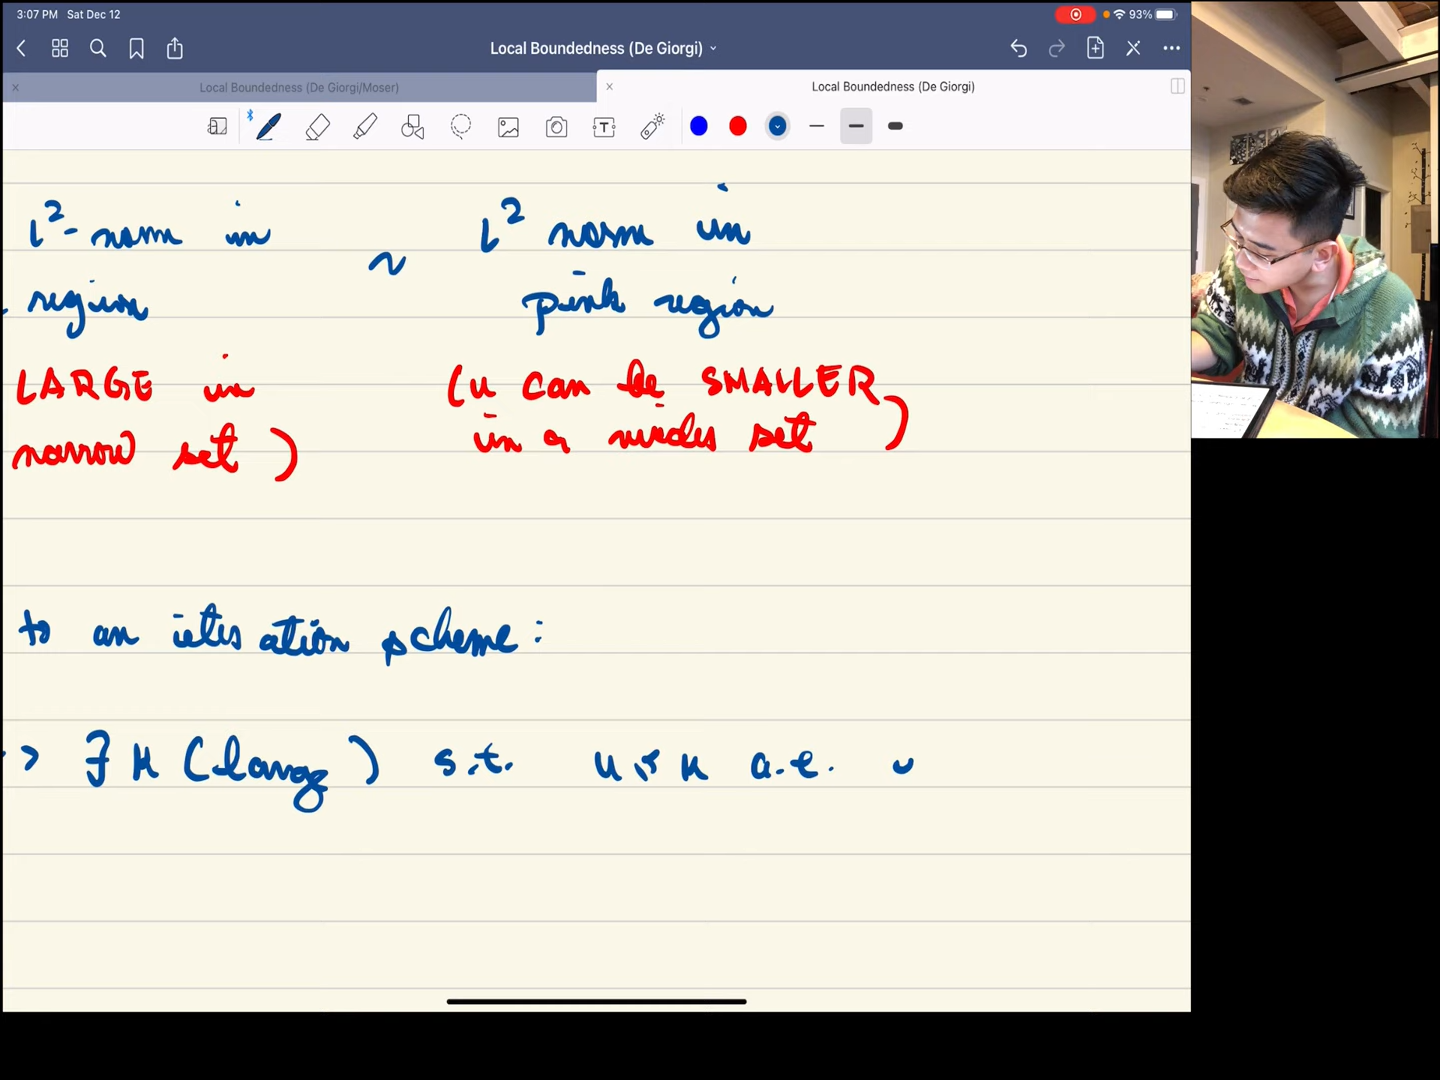 3:07 PM Sat Dec 12
93%
Local Boundedness (De Giorgi)
Local Boundedness (De Giorgi/Moser)
Local Boundedness (De Giorgi)
L²-norm in ~ L² norm in
region pink region
LARGE in (u can be SMALLER
narrow set) in a wider set)
to an iteration scheme:
∃ k (large) s.t. u ≤ k a.e.